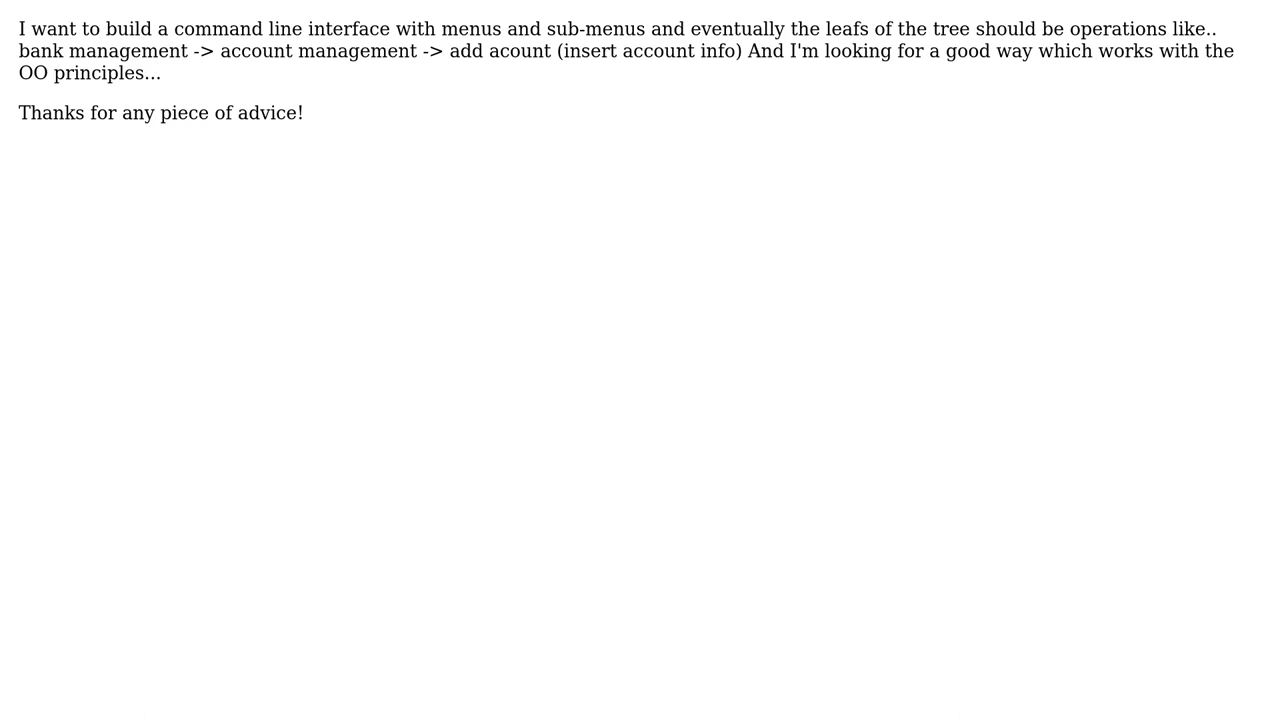 I want to build a command line interface with menus and sub-menus and eventually the leafs of the tree should be operations like..
bank management -> account management -> add acount (insert account info) And I'm looking for a good way which works with the
OO principles...
Thanks for any piece of advice!